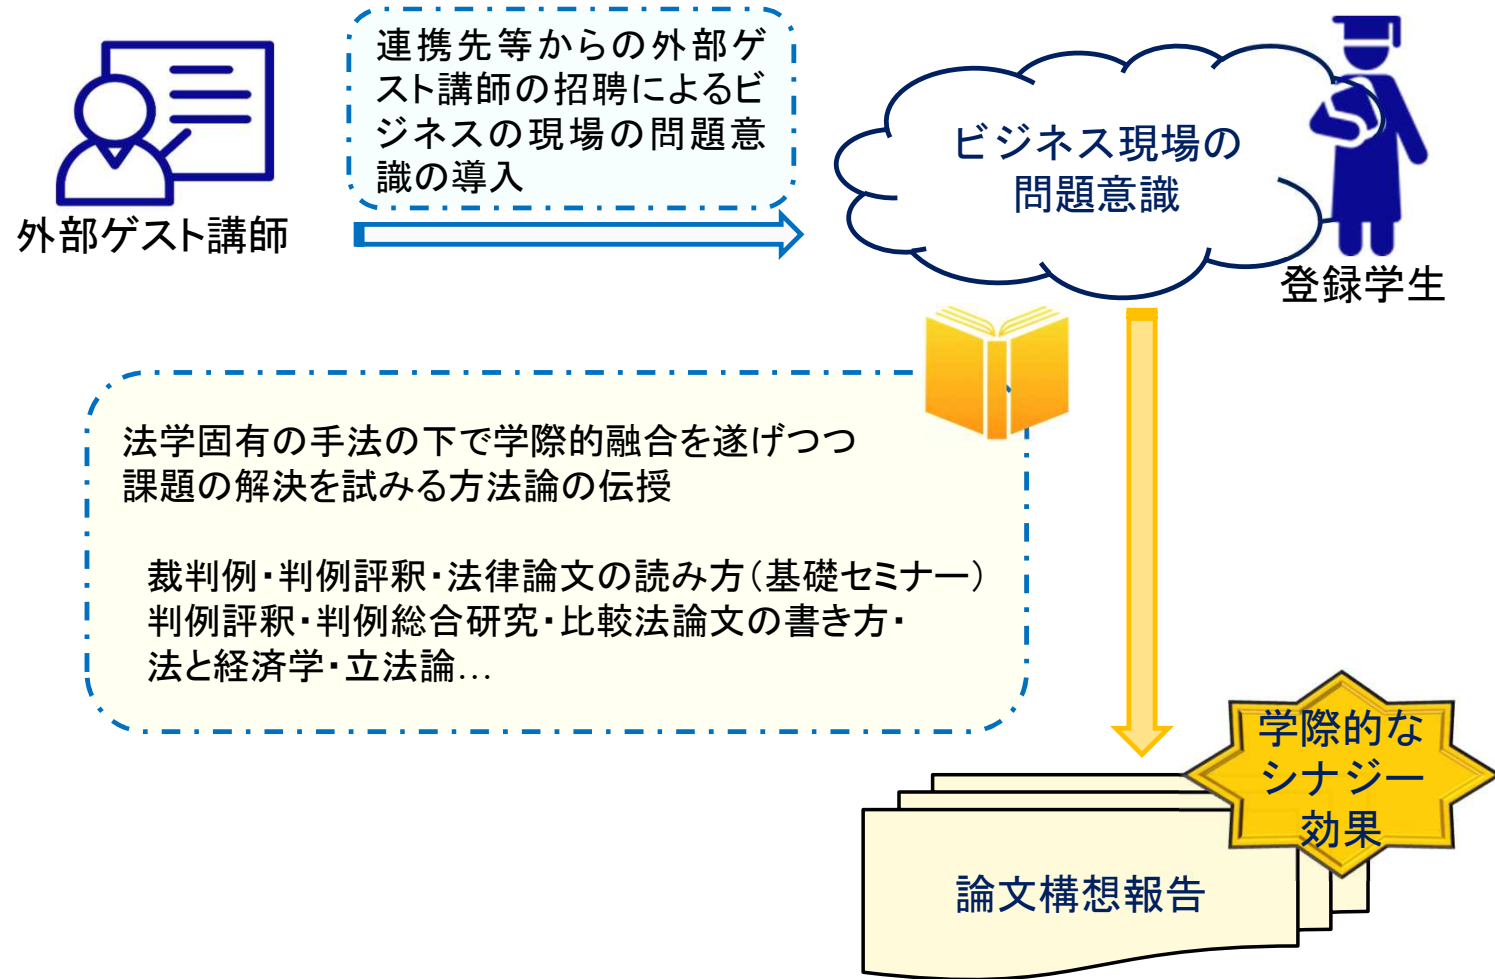 連携先等からの外部ゲ
スト講師の招聘によるビ
ジネスの現場の問題意
識の導入
外部ゲスト講師
ビジネス現場の
問題意識
登録学生
法学固有の手法の下で学際的融合を遂げつつ
課題の解決を試みる方法論の伝授
裁判例・判例評釈・法律論文の読み方（基礎セミナー）
判例評釈・判例総合研究・比較法論文の書き方・
法と経済学・立法論…
学際的な
シナジー
効果
論文構想報告